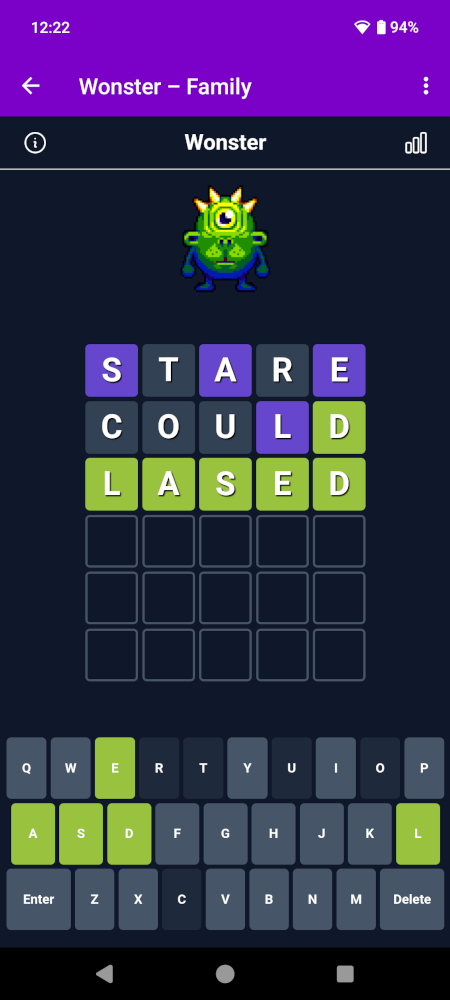 12:22 94%
Wonster – Family
Wonster
S T A R E
C O U L D
L A S E D
Q W E R T Y U I O P
A S D F G H J K L
Enter Z X C V B N M Delete